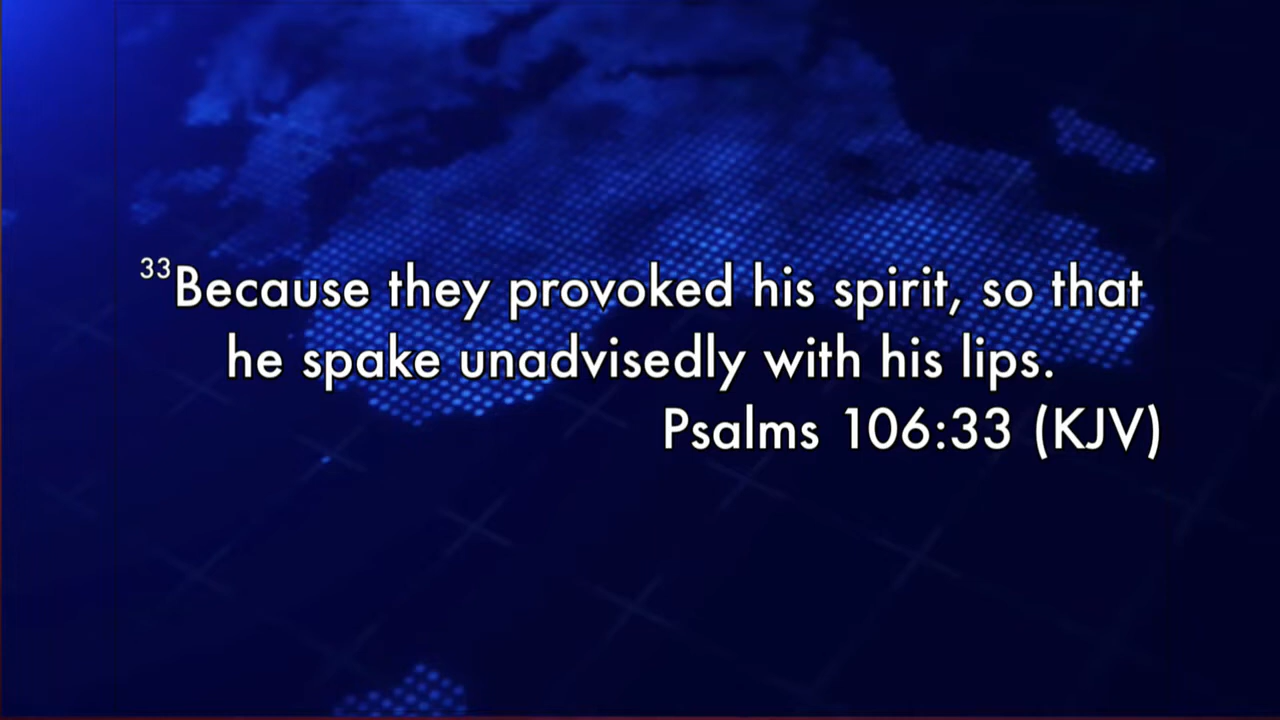 33Because they provoked his spirit, so that
he spake unadvisedly with his lips.
Psalms 106:33 (KJV)